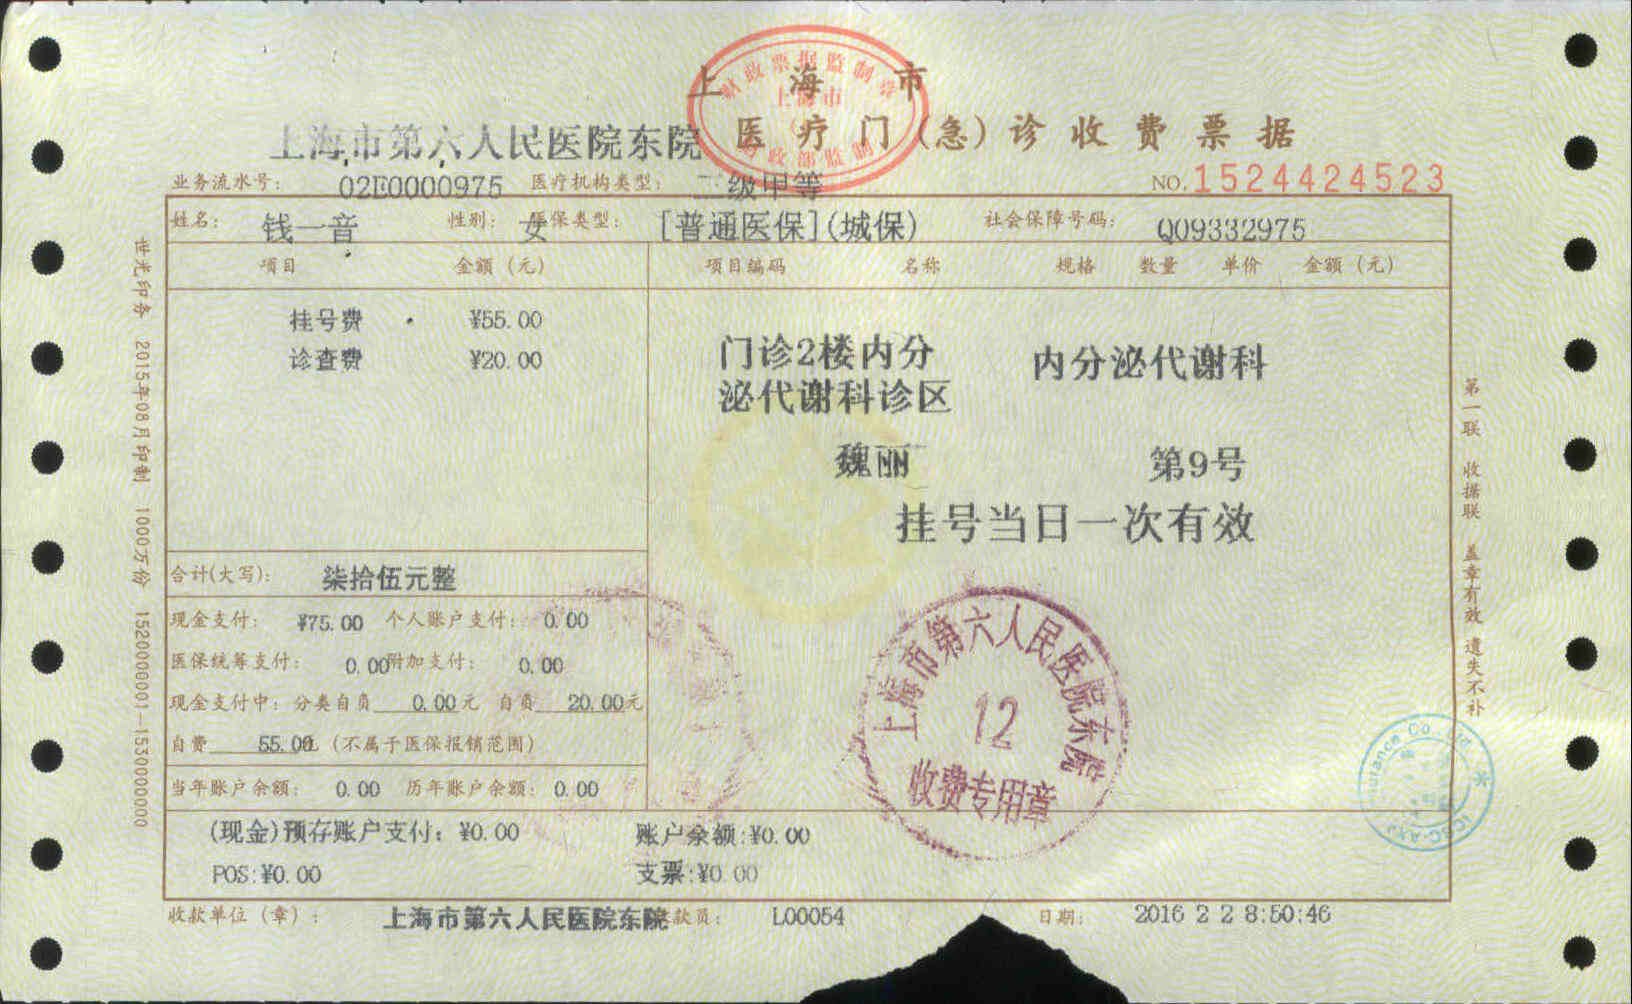 上海市
财政票据监制章
上海市
财政部监制
上海市第六人民医院东院 医疗门(急)诊收费票据
业务流水号: 02E0000975 医疗机构类型: 二级甲等 NO.1524424523
姓名: 钱一音 性别: 女 医保类型: [普通医保](城保) 社会保障号码: Q09332975
项目 金额(元) 项目编码 名称 规格 数量 单价 金额(元)
挂号费 ¥55.00
诊查费 ¥20.00
门诊2楼内分 内分泌代谢科
泌代谢科诊区
魏丽 第9号
挂号当日一次有效
合计(大写): 柒拾伍元整
现金支付: ¥75.00 个人账户支付: 0.00
医保统筹支付: 0.00 附加支付: 0.00
现金支付中: 分类自负 0.00元 自负 20.00元
自费 55.00元 (不属于医保报销范围)
当年账户余额: 0.00 历年账户余额: 0.00
(现金)预存账户支付: ¥0.00 账户余额:¥0.00
POS:¥0.00 支票:¥0.00
收款单位(章): 上海市第六人民医院东院 款员: L00054 日期: 2016 2 2 8:50:46
上海市第六人民医院东院
12
收费专用章
世光印务 2015年08月印制 1000万份 1520000001—1530000000
第一联 收据联 盖章有效 遗失不补
Co., Ltd.
ICBC-AXA